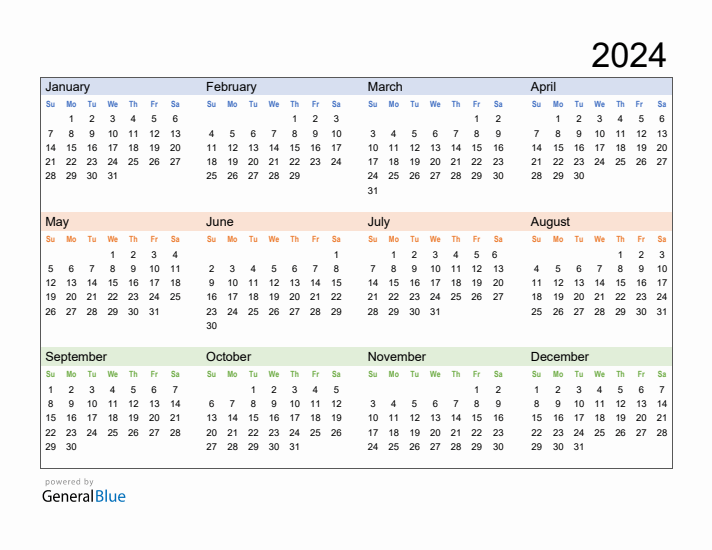 2024
January February March April
Su Mo Tu We Th Fr Sa Su Mo Tu We Th Fr Sa Su Mo Tu We Th Fr Sa Su Mo Tu We Th Fr Sa
1 2 3 4 5 6 1 2 3 1 2 1 2 3 4 5 6
7 8 9 10 11 12 13 4 5 6 7 8 9 10 3 4 5 6 7 8 9 7 8 9 10 11 12 13
14 15 16 17 18 19 20 11 12 13 14 15 16 17 10 11 12 13 14 15 16 14 15 16 17 18 19 20
21 22 23 24 25 26 27 18 19 20 21 22 23 24 17 18 19 20 21 22 23 21 22 23 24 25 26 27
28 29 30 31 25 26 27 28 29 24 25 26 27 28 29 30 28 29 30
31
May June July August
Su Mo Tu We Th Fr Sa Su Mo Tu We Th Fr Sa Su Mo Tu We Th Fr Sa Su Mo Tu We Th Fr Sa
1 2 3 4 1 1 2 3 4 5 6 1 2 3
5 6 7 8 9 10 11 2 3 4 5 6 7 8 7 8 9 10 11 12 13 4 5 6 7 8 9 10
12 13 14 15 16 17 18 9 10 11 12 13 14 15 14 15 16 17 18 19 20 11 12 13 14 15 16 17
19 20 21 22 23 24 25 16 17 18 19 20 21 22 21 22 23 24 25 26 27 18 19 20 21 22 23 24
26 27 28 29 30 31 23 24 25 26 27 28 29 28 29 30 31 25 26 27 28 29 30 31
30
September October November December
Su Mo Tu We Th Fr Sa Su Mo Tu We Th Fr Sa Su Mo Tu We Th Fr Sa Su Mo Tu We Th Fr Sa
1 2 3 4 5 6 7 1 2 3 4 5 1 2 1 2 3 4 5 6 7
8 9 10 11 12 13 14 6 7 8 9 10 11 12 3 4 5 6 7 8 9 8 9 10 11 12 13 14
15 16 17 18 19 20 21 13 14 15 16 17 18 19 10 11 12 13 14 15 16 15 16 17 18 19 20 21
22 23 24 25 26 27 28 20 21 22 23 24 25 26 17 18 19 20 21 22 23 22 23 24 25 26 27 28
29 30 27 28 29 30 31 24 25 26 27 28 29 30 29 30 31
powered by
GeneralBlue